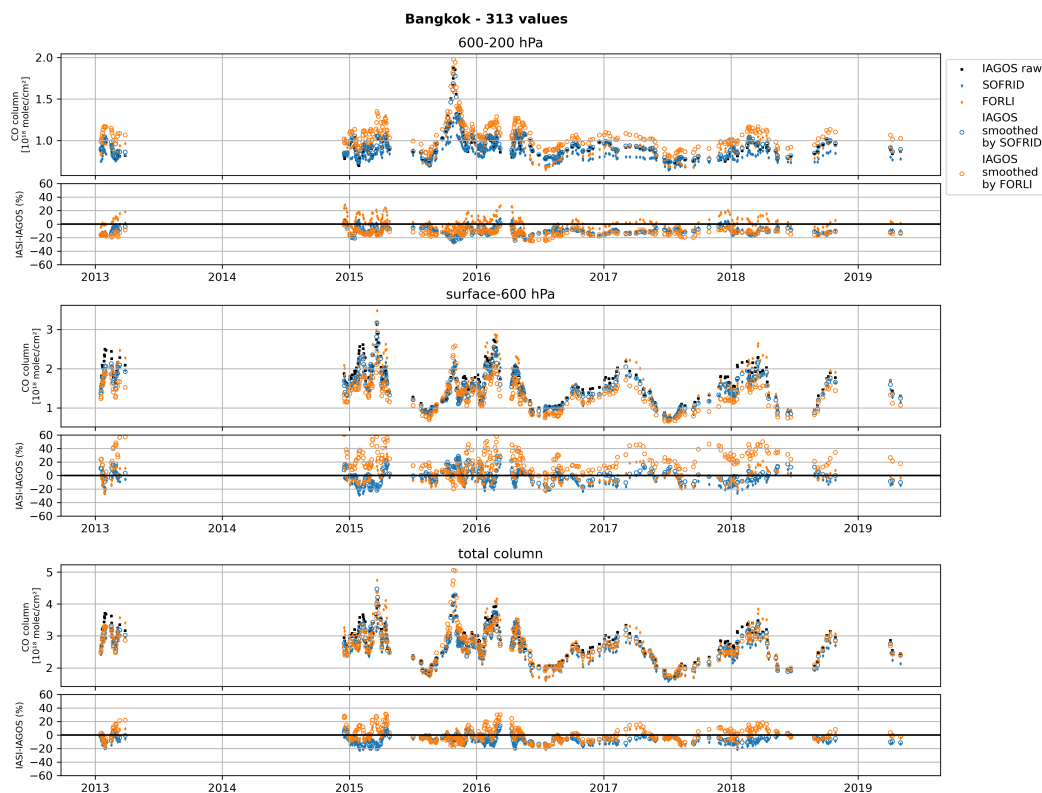 Bangkok - 313 values
600-200 hPa
CO column
[10¹⁸ molec/cm²]
2.0
1.5
1.0
IAGOS raw
SOFRID
FORLI
IAGOS
smoothed
by SOFRID
IAGOS
smoothed
by FORLI
IASI-IAGOS (%)
60
40
20
0
−20
−40
−60
2013 2014 2015 2016 2017 2018 2019
surface-600 hPa
CO column
[10¹⁸ molec/cm²]
3
2
1
IASI-IAGOS (%)
60
40
20
0
−20
−40
−60
2013 2014 2015 2016 2017 2018 2019
total column
CO column
[10¹⁸ molec/cm²]
5
4
3
2
IASI-IAGOS (%)
60
40
20
0
−20
−40
−60
2013 2014 2015 2016 2017 2018 2019